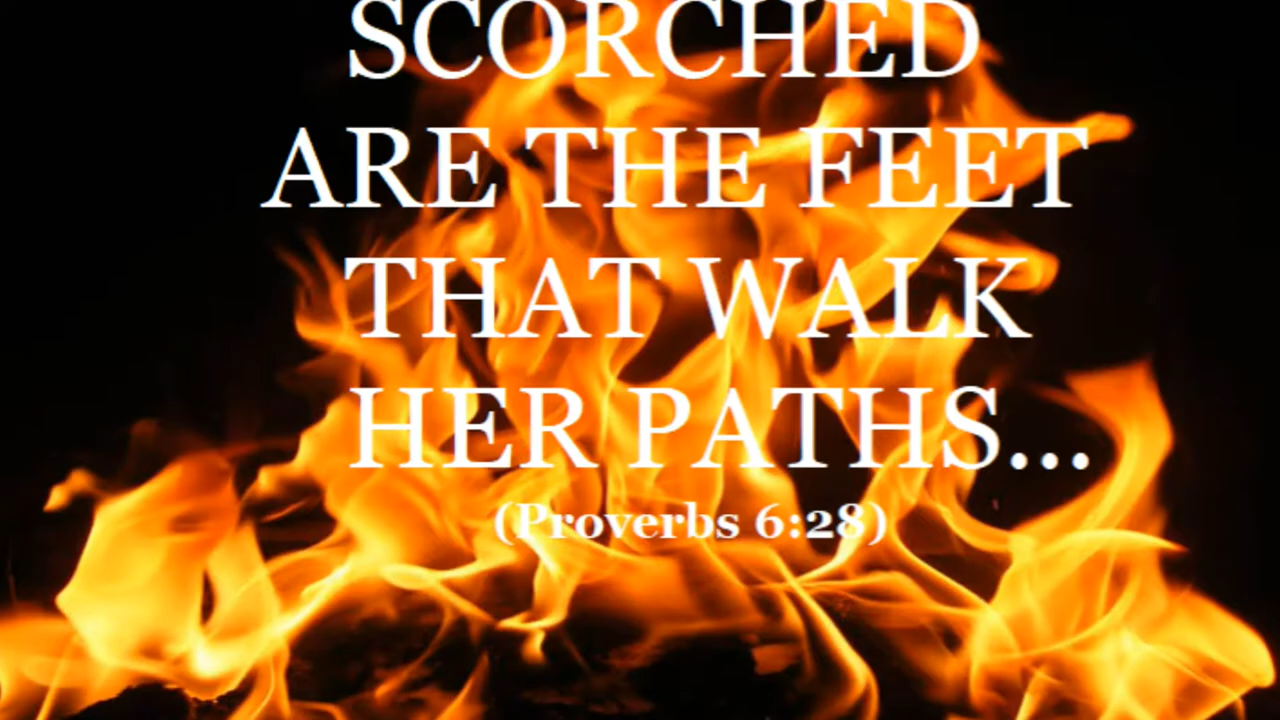 SCORCHED
ARE THE FEET
THAT WALK
HER PATHS...
(Proverbs 6:28)